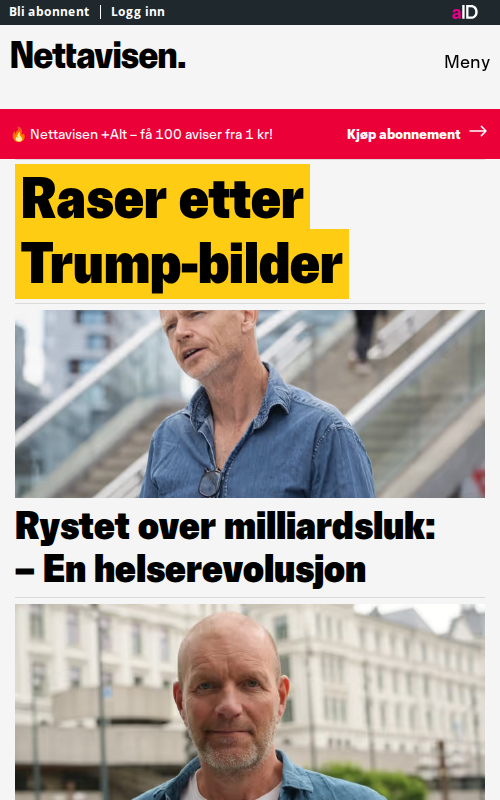 Bli abonnent
Logg inn
aID
Nettavisen.
Meny
🔥 Nettavisen +Alt – få 100 aviser fra 1 kr!
Kjøp abonnement →
Raser etter
Trump-bilder
Rystet over milliardsluk:
– En helserevolusjon